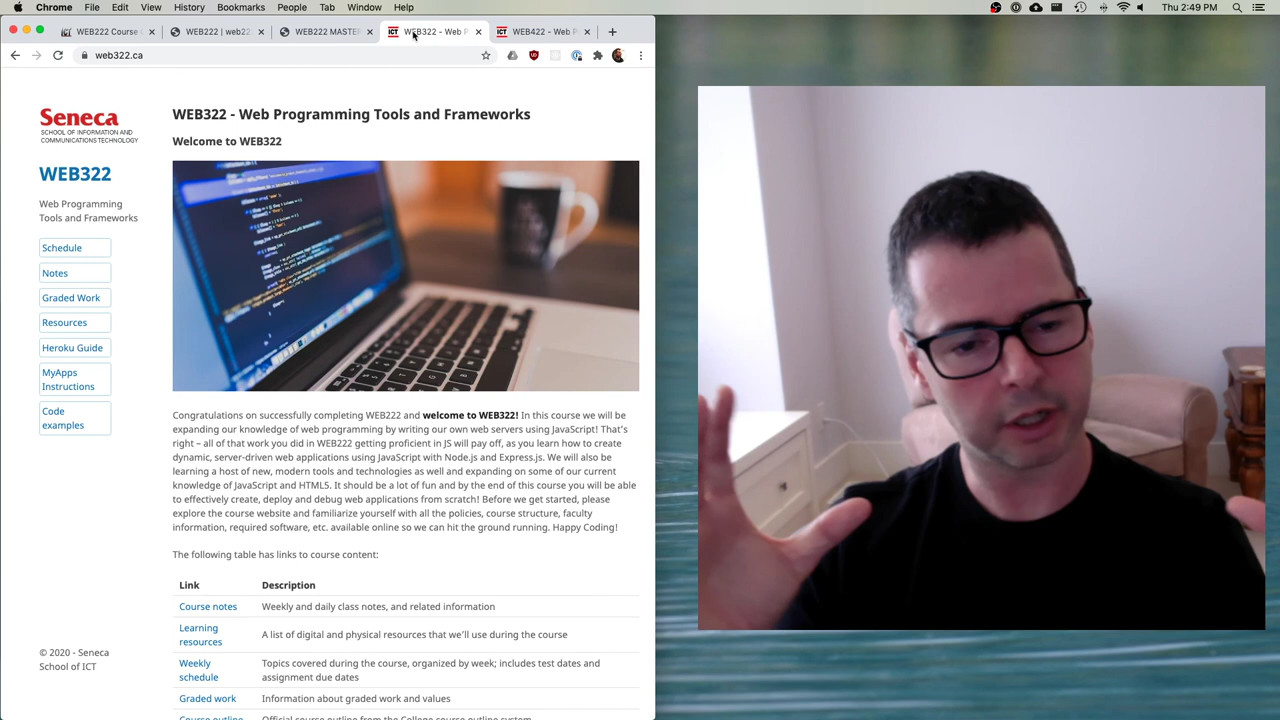 Chrome File Edit View History Bookmarks People Tab Window Help
Thu 2:49 PM
WEB222 Course
WEB222 | web22
WEB222 MASTE
WEB322 - Web P
WEB422 - Web P
web322.ca
Seneca
SCHOOL OF INFORMATION AND
COMMUNICATIONS TECHNOLOGY
WEB322
Web Programming
Tools and Frameworks
Schedule
Notes
Graded Work
Resources
Heroku Guide
MyApps
Instructions
Code
examples
© 2020 - Seneca
School of ICT
WEB322 - Web Programming Tools and Frameworks
Welcome to WEB322
Congratulations on successfully completing WEB222 and welcome to WEB322! In this course we will be
expanding our knowledge of web programming by writing our own web servers using JavaScript! That's
right – all of that work you did in WEB222 getting proficient in JS will pay off, as you learn how to create
dynamic, server-driven web applications using JavaScript with Node.js and Express.js. We will also be
learning a host of new, modern tools and technologies as well and expanding on some of our current
knowledge of JavaScript and HTML5. It should be a lot of fun and by the end of this course you will be able
to effectively create, deploy and debug web applications from scratch! Before we get started, please
explore the course website and familiarize yourself with all the policies, course structure, faculty
information, required software, etc. available online so we can hit the ground running. Happy Coding!
The following table has links to course content:
Link Description
Course notes Weekly and daily class notes, and related information
Learning
resources A list of digital and physical resources that we'll use during the course
Weekly
schedule Topics covered during the course, organized by week; includes test dates and
assignment due dates
Graded work Information about graded work and values
Course outline Official course outline from the College course outline system